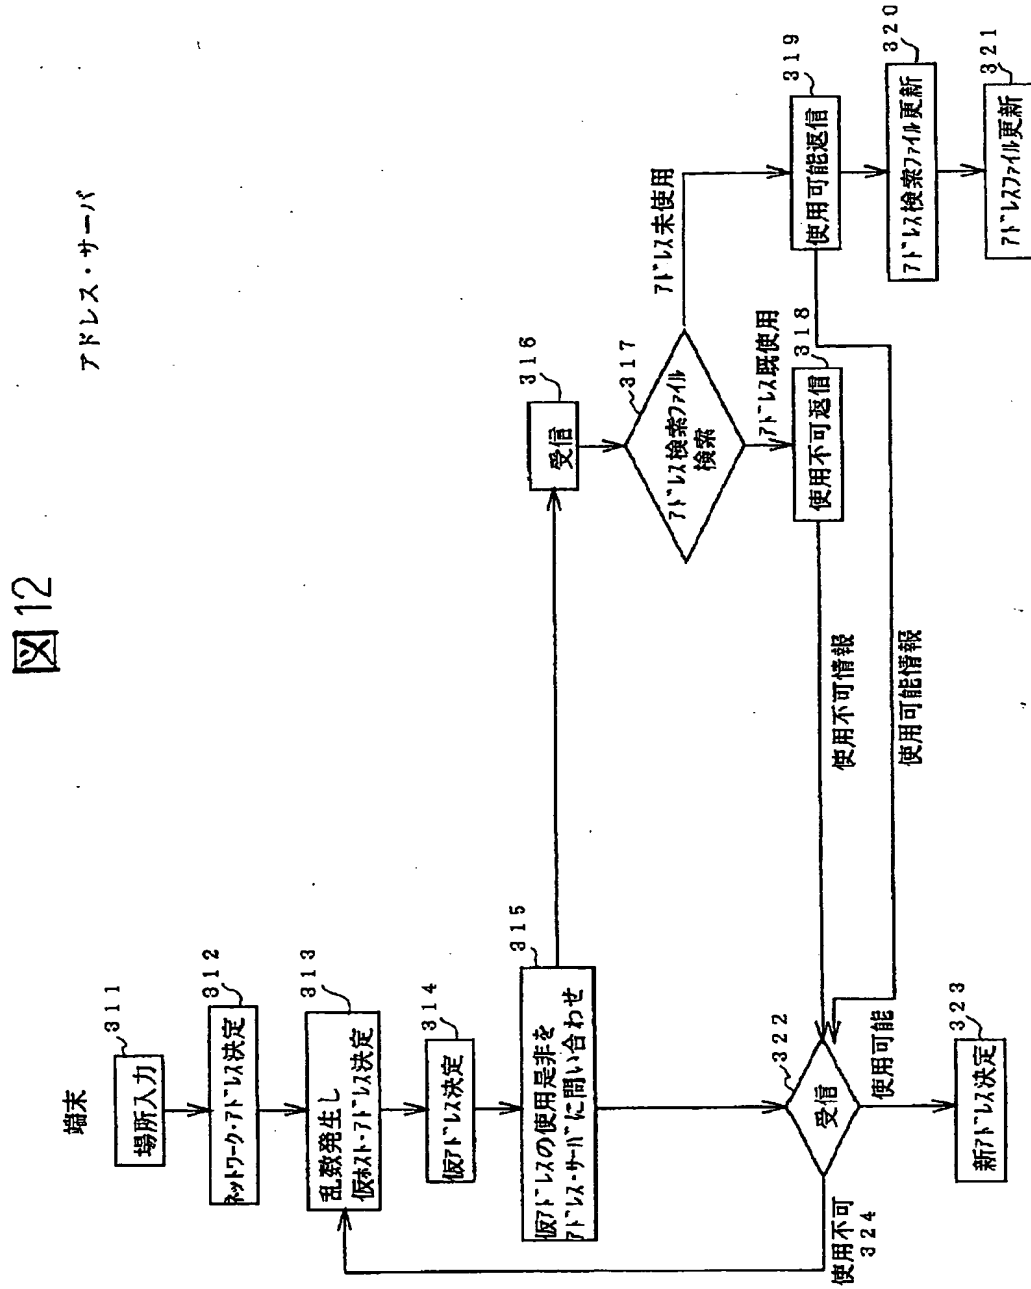 図12
端末
アドレス・サーバ
311
場所入力
312
ネットワーク・アドレス決定
313
乱数発生し
仮ホスト・アドレス決定
314
仮アドレス決定
315
仮アドレスの使用是非を
アドレス・サーバに問い合わせ
316
受信
317
アドレス検索ファイル
検索
アドレス未使用
アドレス既使用
318
使用不可返信
319
使用可能返信
320
アドレス検索ファイル更新
321
アドレスファイル更新
使用不可情報
使用可能情報
322
受信
使用可能
323
新アドレス決定
使用不可
324